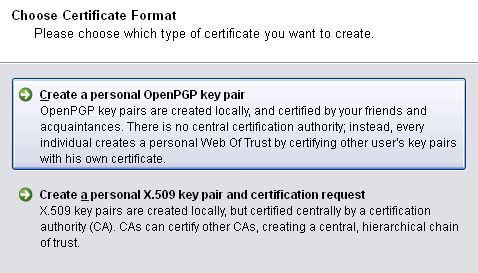 Choose Certificate Format
Please choose which type of certificate you want to create.
Create a personal OpenPGP key pair
OpenPGP key pairs are created locally, and certified by your friends and
acquaintances. There is no central certification authority; instead, every
individual creates a personal Web Of Trust by certifying other user's key pairs
with his own certificate.
Create a personal X.509 key pair and certification request
X.509 key pairs are created locally, but certified centrally by a certification
authority (CA). CAs can certify other CAs, creating a central, hierarchical chain
of trust.